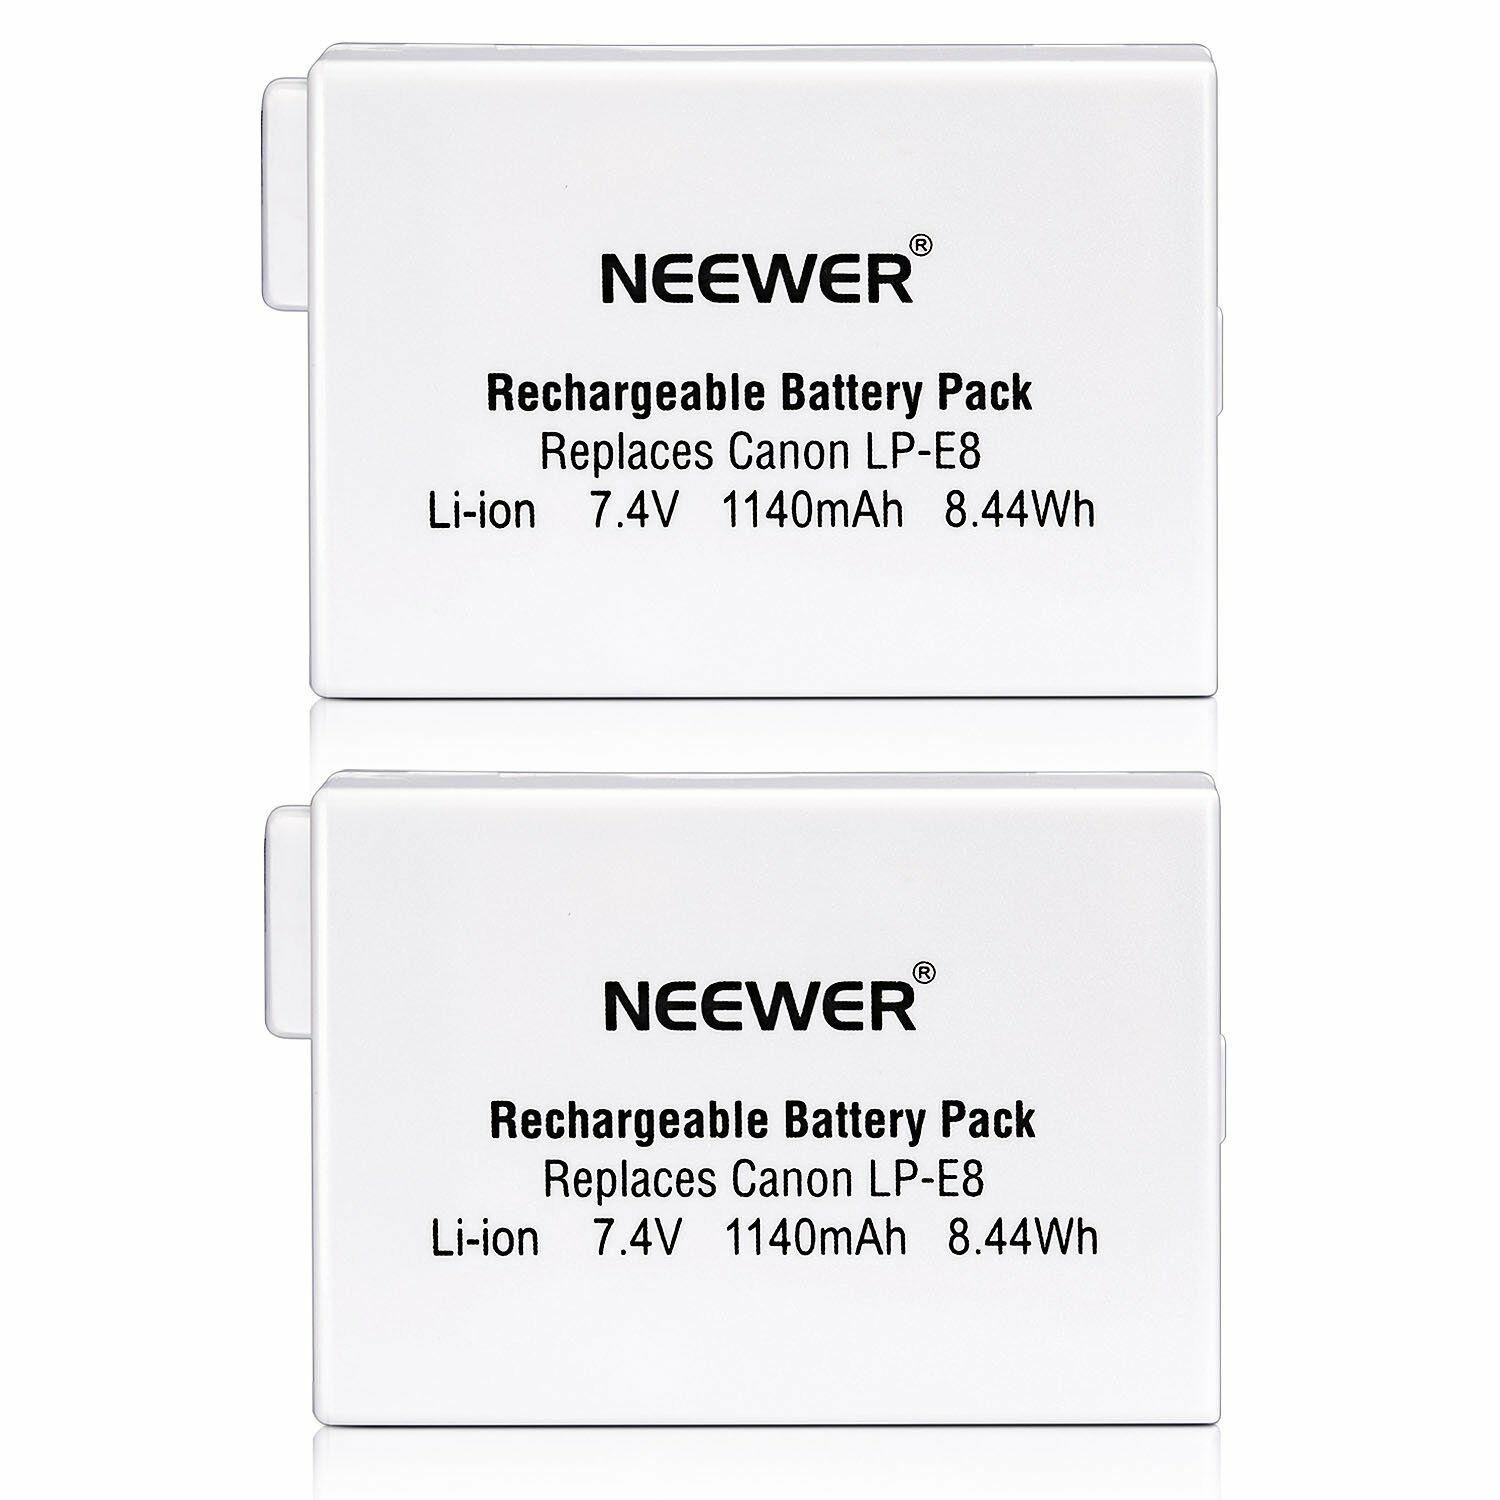 NEEWER®
Rechargeable Battery Pack
Replaces Canon LP-E8
Li-ion 7.4V 1140mAh 8.44Wh
NEEWER®
Rechargeable Battery Pack
Replaces Canon LP-E8
Li-ion 7.4V 1140mAh 8.44Wh